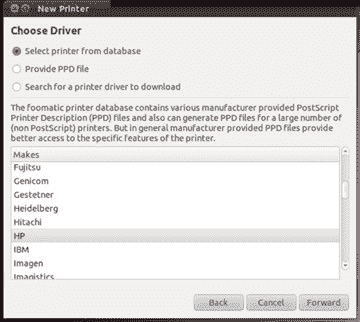 New Printer
Choose Driver
Select printer from database
Provide PPD file
Search for a printer driver to download
The foomatic printer database contains various manufacturer provided PostScript
Printer Description (PPD) files and also can generate PPD files for a large number of
(non PostScript) printers. But in general manufacturer provided PPD files provide
better access to the specific features of the printer.
Makes
Fujitsu
Genicom
Gestetner
Heidelberg
Hitachi
HP
IBM
Imagen
Imagistics
Back Cancel Forward